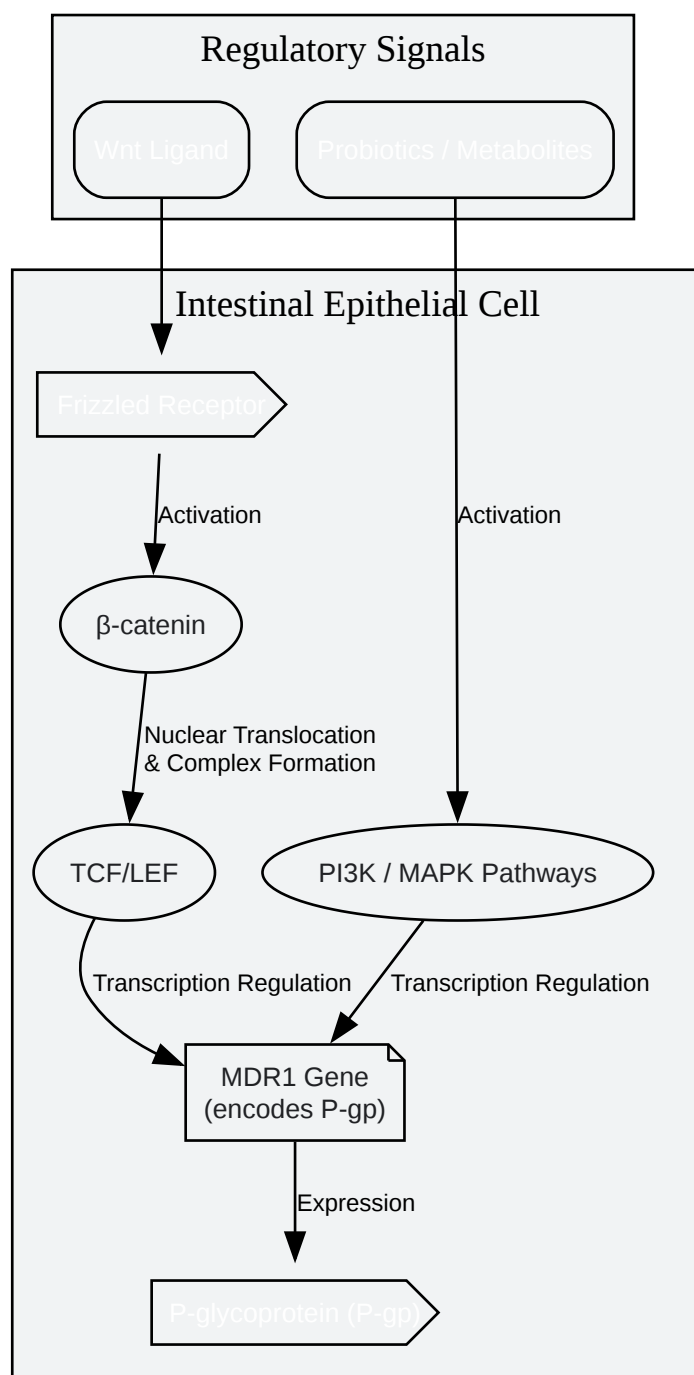 Regulatory Signals
Wnt Ligand
Probiotics / Metabolites
Intestinal Epithelial Cell
Frizzled Receptor
Activation
Activation
β-catenin
Nuclear Translocation
& Complex Formation
TCF/LEF
PI3K / MAPK Pathways
Transcription Regulation
Transcription Regulation
MDR1 Gene
(encodes P-gp)
Expression
P-glycoprotein (P-gp)